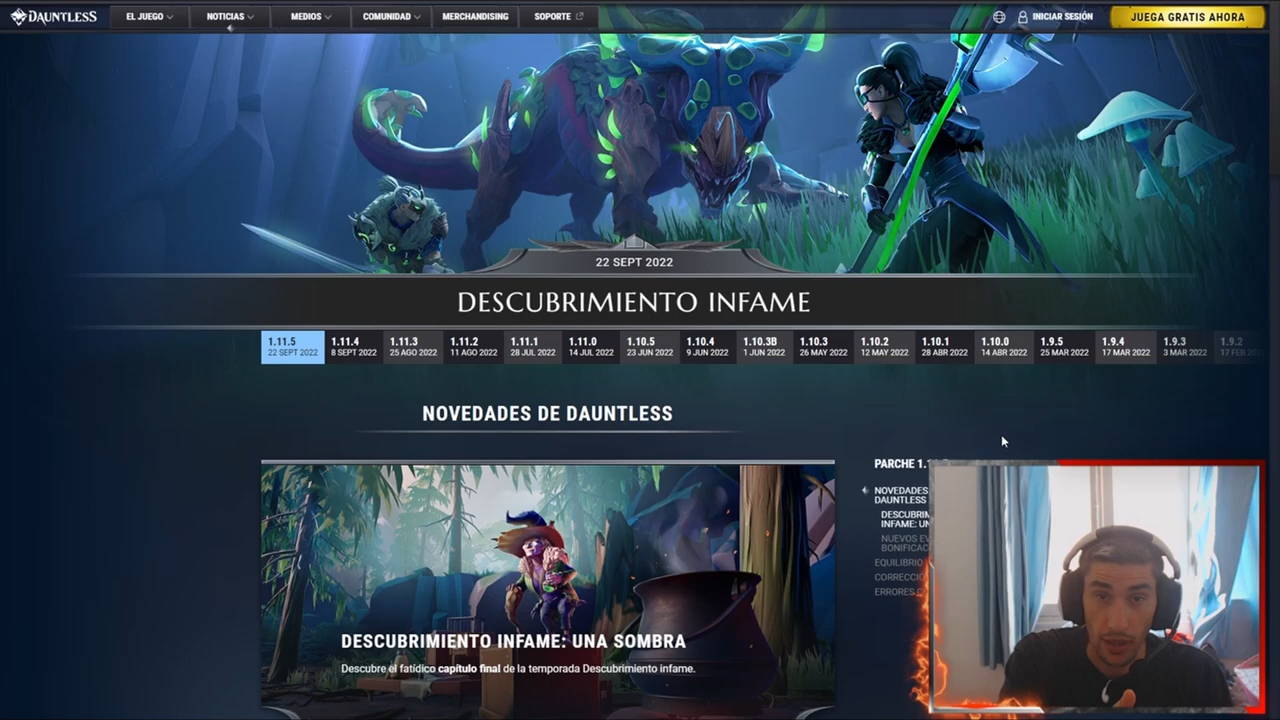 DAUNTLESS
EL JUEGO
NOTICIAS
MEDIOS
COMUNIDAD
MERCHANDISING
SOPORTE
INICIAR SESIÓN
JUEGA GRATIS AHORA
22 SEPT 2022
DESCUBRIMIENTO INFAME
1.11.5
22 SEPT 2022
1.11.4
8 SEPT 2022
1.11.3
25 AGO 2022
1.11.2
11 AGO 2022
1.11.1
28 JUL 2022
1.11.0
14 JUL 2022
1.10.5
23 JUN 2022
1.10.4
9 JUN 2022
1.10.3B
1 JUN 2022
1.10.3
26 MAY 2022
1.10.2
12 MAY 2022
1.10.1
28 ABR 2022
1.10.0
14 ABR 2022
1.9.5
25 MAR 2022
1.9.4
17 MAR 2022
1.9.3
3 MAR 2022
1.9.2
17 FEB 2022
NOVEDADES DE DAUNTLESS
DESCUBRIMIENTO INFAME: UNA SOMBRA
Descubre el fatídico capítulo final de la temporada Descubrimiento infame.
PARCHE
NOVEDADES
DAUNTLESS
DESCUBRIM
INFAME: UN
NUEVOS EV
BONIFICAC
EQUILIBRIO
CORRECCI
ERRORES